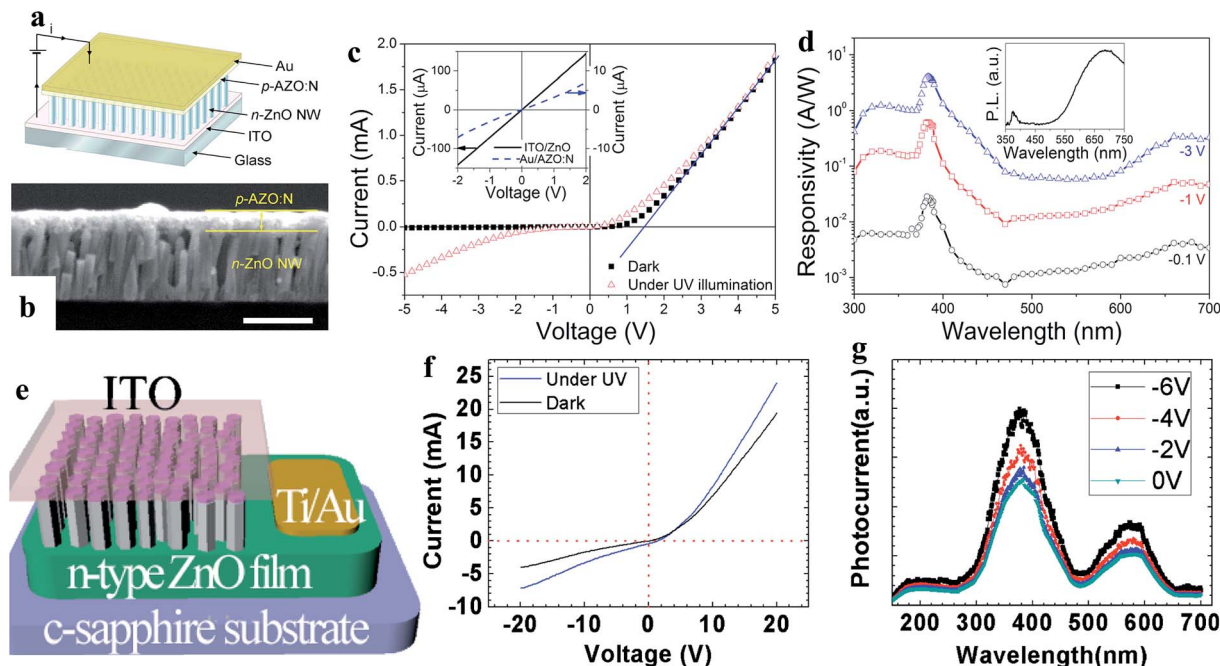 a
i
Au
p-AZO:N
n-ZnO NW
ITO
Glass
b
p-AZO:N
n-ZnO NW
c
2.0
1.5
1.0
0.5
0.0
-0.5
Current (mA)
-5 -4 -3 -2 -1 0 1 2 3 4 5
Voltage (V)
Dark
Under UV illumination
100
0
-100
Current (μA)
10
0
-10
Current (μA)
ITO/ZnO
Au/AZO:N
-2 -1 0 1 2
Voltage (V)
d
10¹
10⁰
10⁻¹
10⁻²
10⁻³
Responsivity (A/W)
300 400 500 600 700
Wavelength (nm)
-3 V
-1 V
-0.1 V
P.L. (a.u.)
350 450 550 650 750
Wavelength (nm)
e
ITO
Ti/Au
n-type ZnO film
c-sapphire substrate
f
25
20
15
10
5
0
-5
-10
Current (mA)
Under UV
Dark
-20 -10 0 10 20
Voltage (V)
g
Photocurrent(a.u.)
-6V
-4V
-2V
0V
200 300 400 500 600 700
Wavelength(nm)